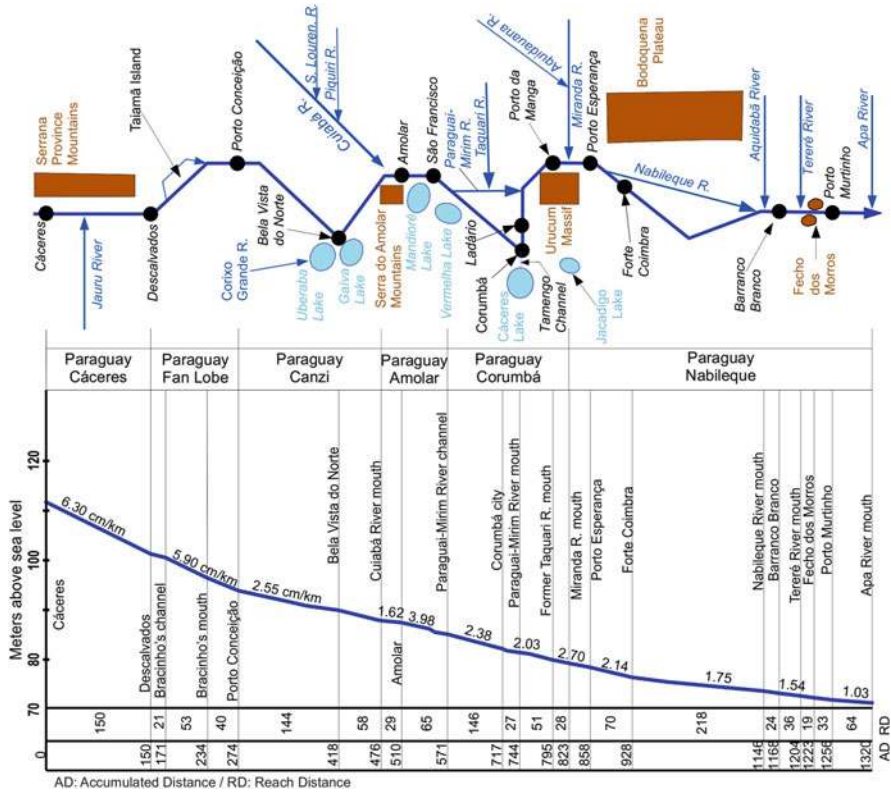 Cáceres
Serrana
Province
Mountains
Jauru River
Descalvados
Taiamã Island
Porto Conceição
Corixo
Grande R.
Bela Vista
do Norte
Uberaba
Lake
Gaiva
Lake
S. Louren. R.
Piquiri R.
Cuiabá R.
Serra do Amolar
Mountains
Amolar
Mandioré
Lake
São Francisco
Vermelha Lake
Paraguai-
Mirim R.
Taquari R.
Ladário
Corumbá
Cáceres
Lake
Tamengo
Channel
Porto da
Manga
Urucum
Massif
Jacadigo Lake
Aquidauana R.
Miranda R.
Porto Esperança
Forte
Coimbra
Bodoquena
Plateau
Nabileque R.
Aquidabã River
Barranco
Branco
Tereré River
Fecho
dos
Morros
Porto
Murtinho
Apa River
Paraguay
Cáceres
Paraguay
Fan Lobe
Paraguay
Canzi
Paraguay
Amolar
Paraguay
Corumbá
Paraguay
Nabileque
Meters above sea level
120
100
80
70
6.30 cm/km
5.90 cm/km
2.55 cm/km
1.62
3.98
2.38
2.03
2.70
2.14
1.75
1.54
1.03
Cáceres
Descalvados
Bracinho's channel
Bracinho's mouth
Porto Conceição
Bela Vista do Norte
Cuiabá River mouth
Amolar
Paraguai-Mirim River channel
Corumbá city
Paraguai-Mirim River mouth
Former Taquari R. mouth
Miranda R. mouth
Porto Esperança
Forte Coimbra
Nabileque River mouth
Barranco Branco
Tereré River mouth
Fecho dos Morros
Porto Murtinho
Apa River mouth
150 21 53 40 144 58 29 65 146 27 51 28 70 218 24 36 19 33 64 RD
0 150 171 234 274 418 476 510 571 717 744 795 823 858 928 1146 1168 1204 1223 1256 1320 AD
AD: Accumulated Distance / RD: Reach Distance